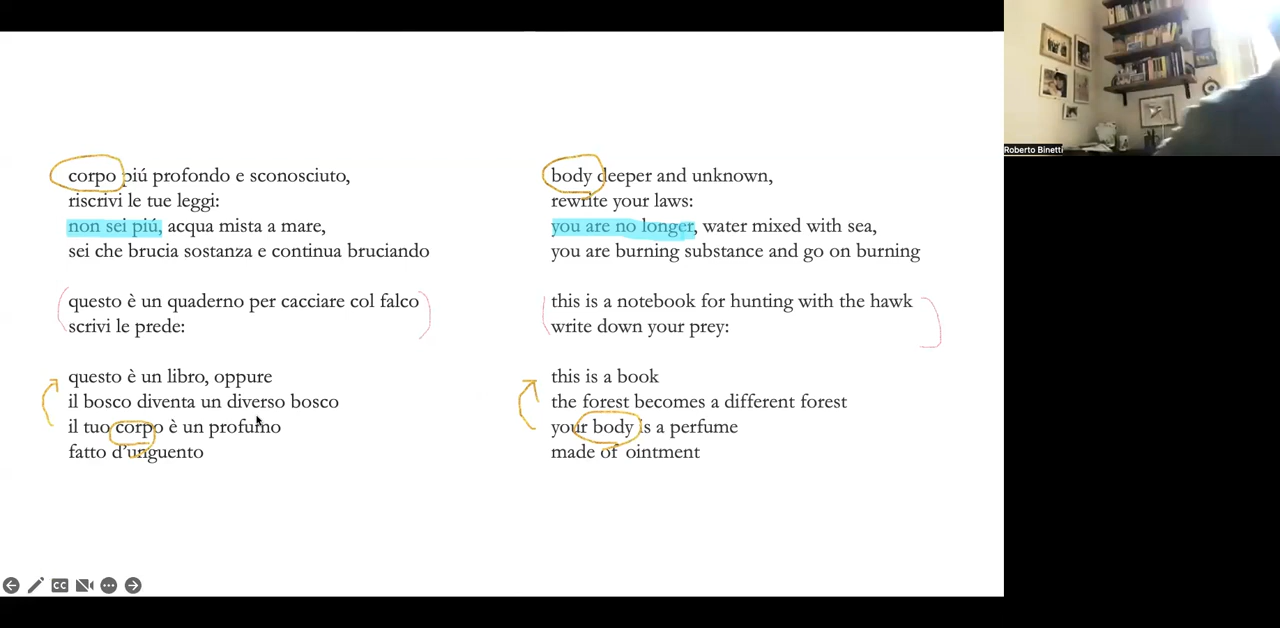 corpo piú profondo e sconosciuto,
riscrivi le tue leggi:
non sei piú, acqua mista a mare,
sei che brucia sostanza e continua bruciando
questo è un quaderno per cacciare col falco
scrivi le prede:
questo è un libro, oppure
il bosco diventa un diverso bosco
il tuo corpo è un profumo
fatto d'unguento
body deeper and unknown,
rewrite your laws:
you are no longer, water mixed with sea,
you are burning substance and go on burning
this is a notebook for hunting with the hawk
write down your prey:
this is a book
the forest becomes a different forest
your body is a perfume
made of ointment
Roberto Binetti
CC